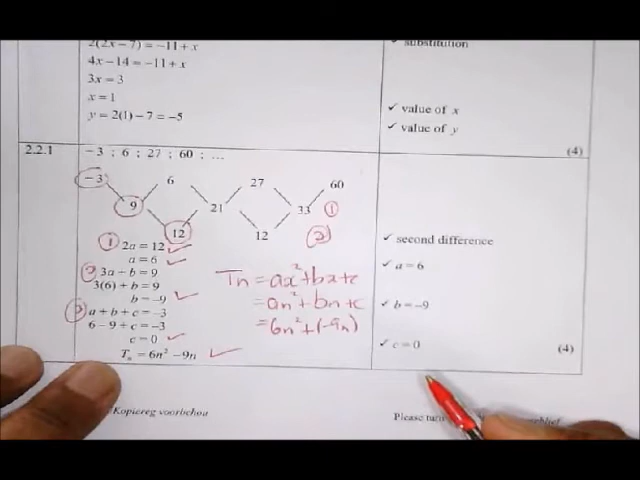 2(2x − 7) = −11 + x
substitution
4x − 14 = −11 + x
3x = 3
x = 1
✓ value of x
y = 2(1) − 7 = −5
✓ value of y
(4)
2.2.1
−3 ; 6 ; 27 ; 60 ; ...
−3 6 27 60
9 21 33 ①
12 12 ②
① 2a = 12 ✓
✓ second difference
a = 6 ✓
✓ a = 6
② 3a + b = 9
3(6) + b = 9
Tn = ax² + bx + c
b = −9 ✓
= an² + bn + c
✓ b = −9
③ a + b + c = −3
6 − 9 + c = −3
= 6n² + (−9n)
c = 0 ✓
✓ c = 0
(4)
Tn = 6n² − 9n ✓
Kopiereg voorbehou
Please turn